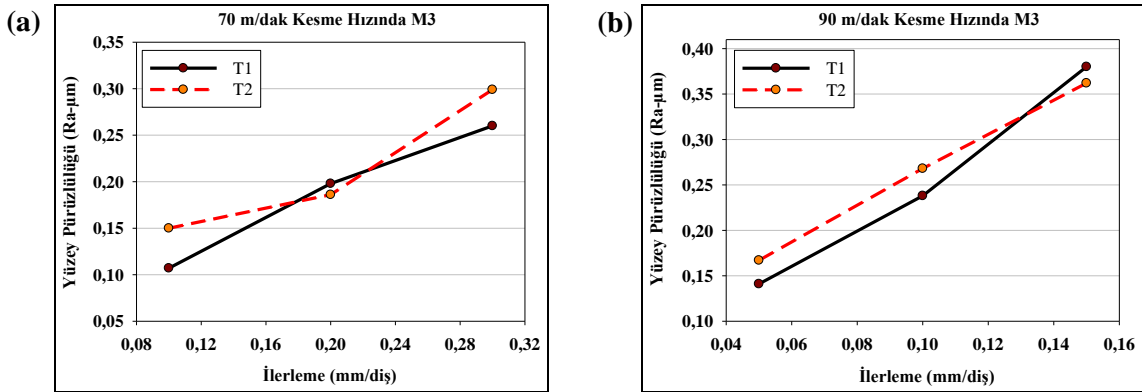 (a)
70 m/dak Kesme Hızında M3
0,35
0,30
0,25
0,20
0,15
0,10
0,05
Yüzey Pürüzlülüğü (Ra-µm)
T1
T2
0,08 0,12 0,16 0,20 0,24 0,28 0,32
İlerleme (mm/diş)
(b)
90 m/dak Kesme Hızında M3
0,40
0,35
0,30
0,25
0,20
0,15
0,10
Yüzey Pürüzlülüğü (Ra-µm)
T1
T2
0,04 0,06 0,08 0,10 0,12 0,14 0,16
İlerleme (mm/diş)